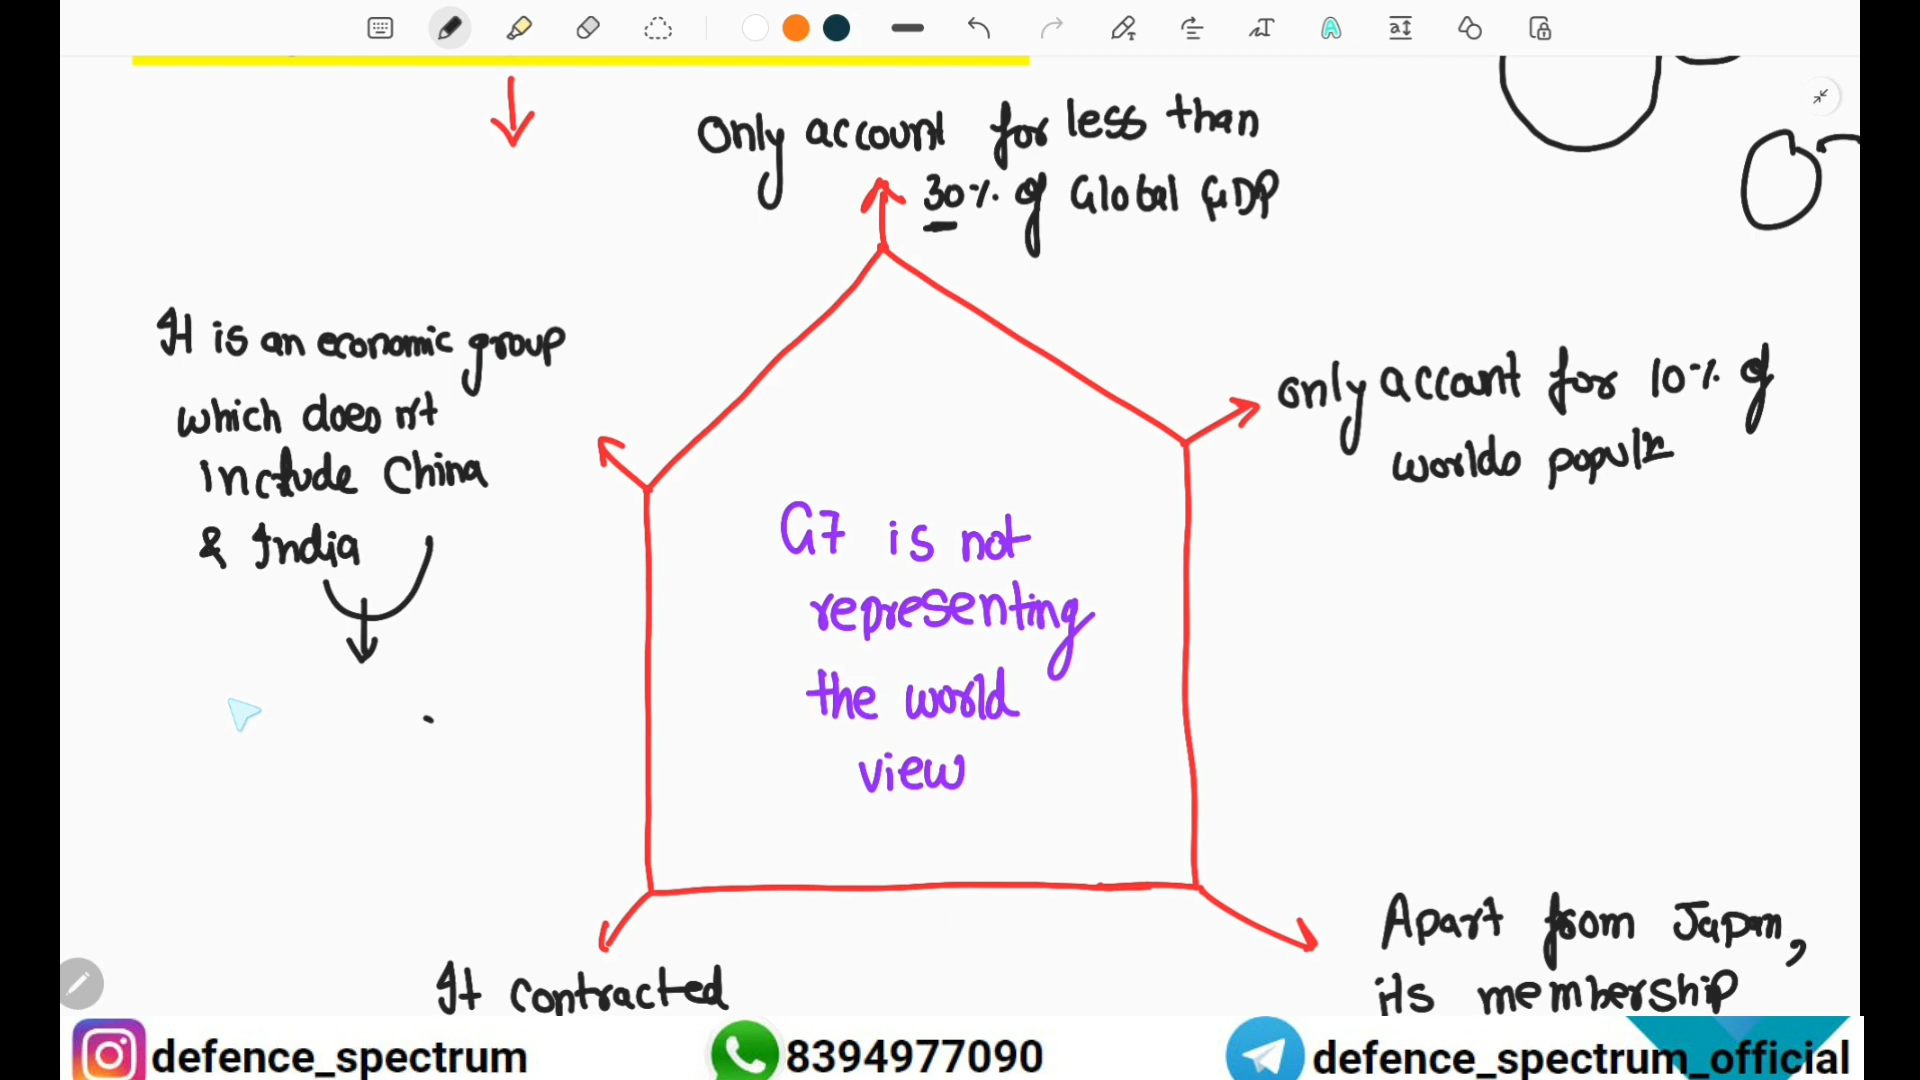 Only account for less than
30% of Global GDP
It is an economic group
which does n't
include China
& India
only account for 10% of
worlds popul^n
G7 is not
representing
the world
view
Apart from Japan,
its membership
It contracted
defence_spectrum
8394977090
defence_spectrum_official